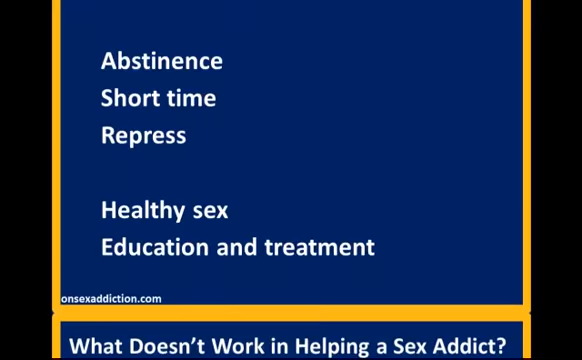 Abstinence
Short time
Repress
Healthy sex
Education and treatment
onsexaddiction.com
What Doesn't Work in Helping a Sex Addict?